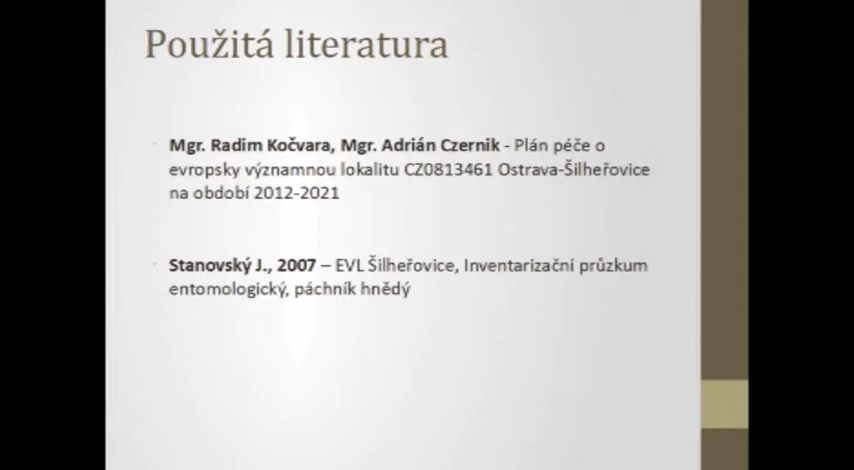 Použitá literatura
Mgr. Radim Kočvara, Mgr. Adrián Czernik - Plán péče o
evropsky významnou lokalitu CZ0813461 Ostrava-Šilheřovice
na období 2012-2021
Stanovský J., 2007 – EVL Šilheřovice, Inventarizační průzkum
entomologický, páchník hnědý